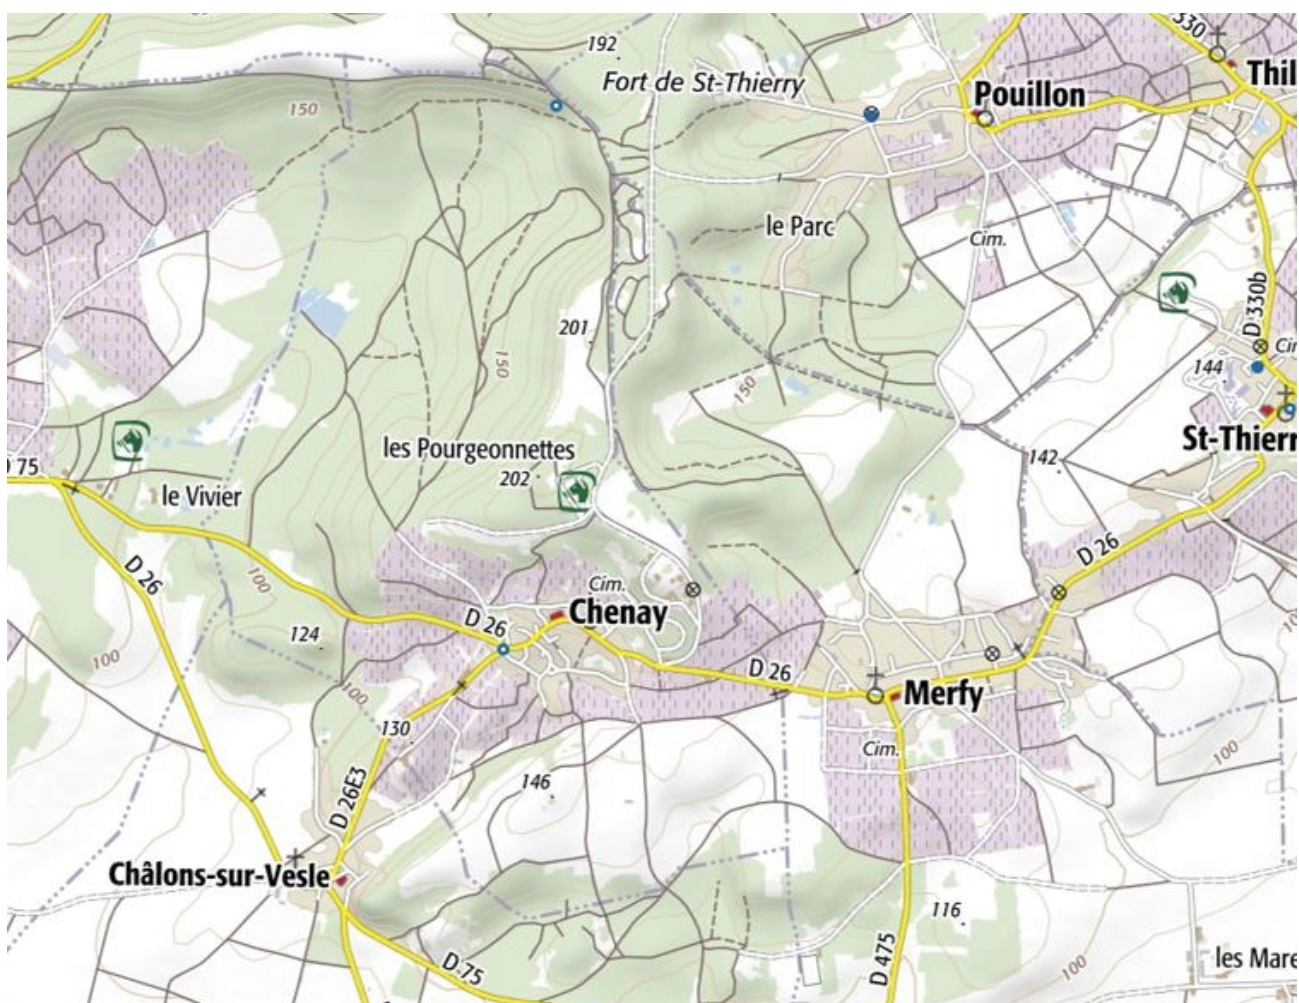 192
Fort de St-Thierry
330
Thil
Pouillon
150
le Parc
Cim.
D 330b
201
150
150
144
Cim
les Pourgeonnettes
202
142
St-Thierr
D 75
le Vivier
D 26
D 26
100
Cim.
Chenay
D 26
124
100
D 26
Merfy
100
130
Cim.
100
146
D 26E3
Châlons-sur-Vesle
116
D 75
D 475
100
les Mare